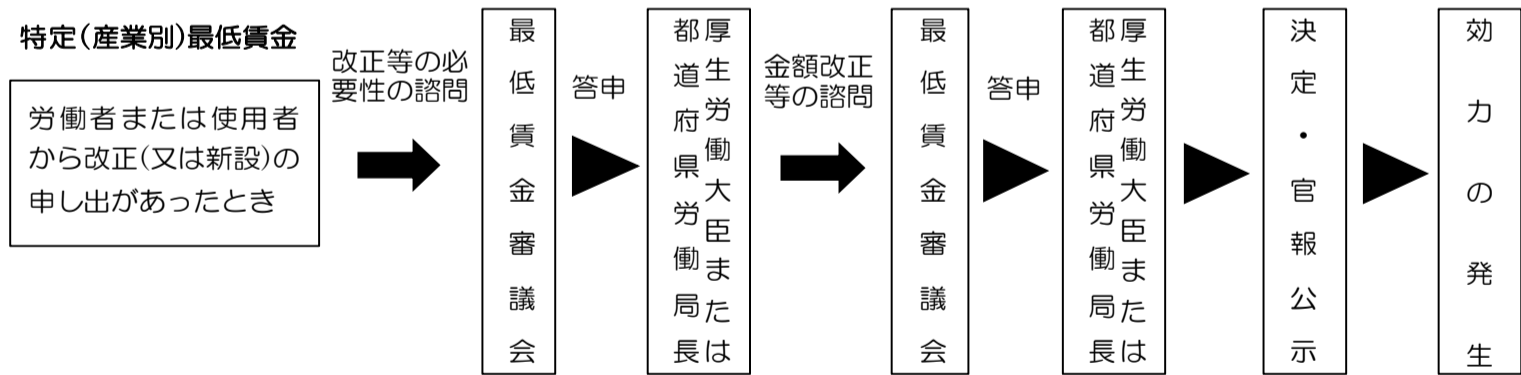 特定(産業別)最低賃金
労働者または使用者
から改正(又は新設)の
申し出があったとき
改正等の必
要性の諮問
最低賃金審議会
答申
厚生労働大臣または
都道府県労働局長
金額改正
等の諮問
最低賃金審議会
答申
厚生労働大臣または
都道府県労働局長
決定・官報公示
効力の発生